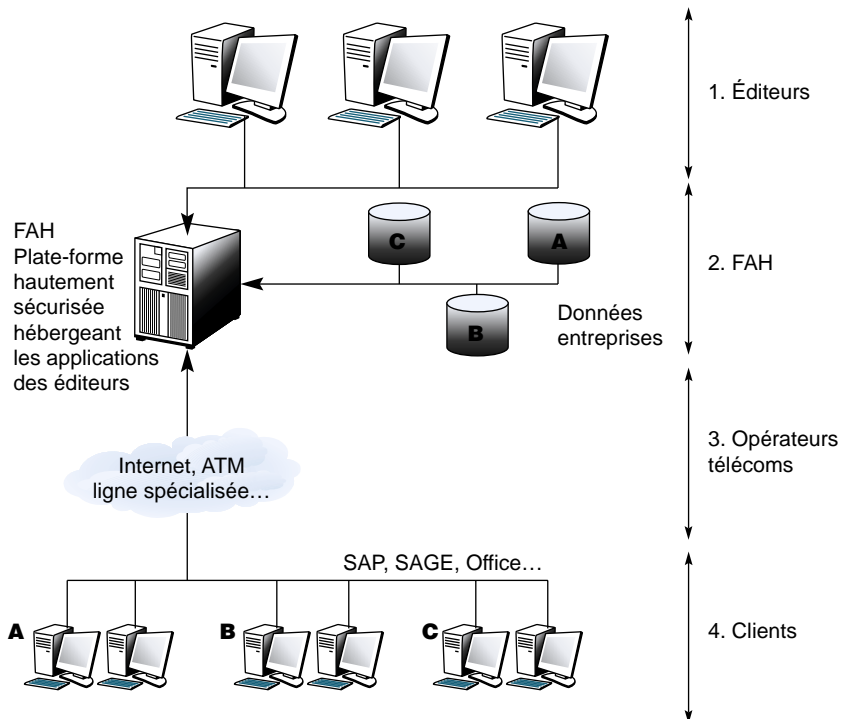 1. Éditeurs
FAH
Plate-forme
hautement
sécurisée
hébergeant
les applications
des éditeurs
C
A
B
Données
entreprises
2. FAH
Internet, ATM
ligne spécialisée…
3. Opérateurs
télécoms
SAP, SAGE, Office…
A
B
C
4. Clients